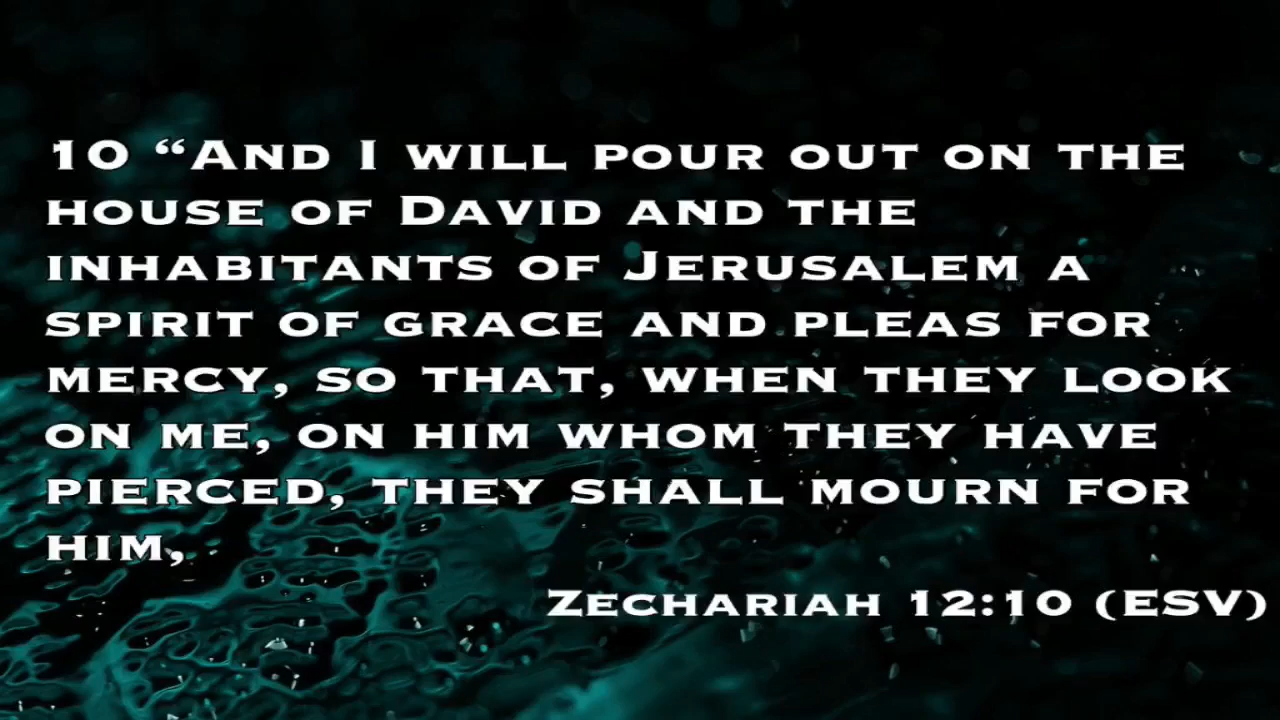 10 “And I will pour out on the
house of David and the
inhabitants of Jerusalem a
spirit of grace and pleas for
mercy, so that, when they look
on me, on him whom they have
pierced, they shall mourn for
him,
Zechariah 12:10 (ESV)